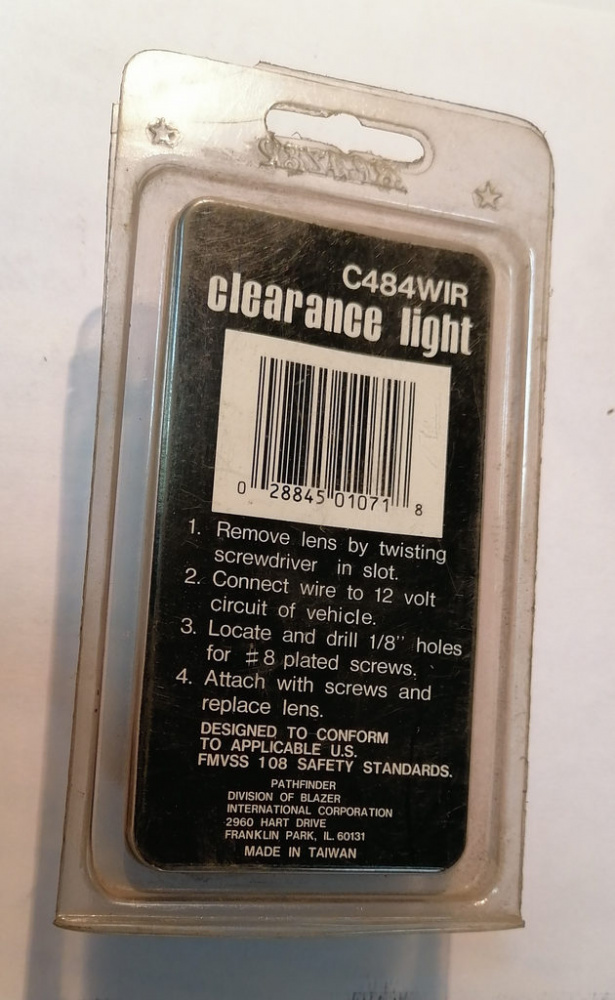 C484WIR
clearance light
0 28845 01071 8
1. Remove lens by twisting
screwdriver in slot.
2. Connect wire to 12 volt
circuit of vehicle.
3. Locate and drill 1/8" holes
for #8 plated screws.
4. Attach with screws and
replace lens.
DESIGNED TO CONFORM
TO APPLICABLE U.S.
FMVSS 108 SAFETY STANDARDS.
PATHFINDER
DIVISION OF BLAZER
INTERNATIONAL CORPORATION
2960 HART DRIVE
FRANKLIN PARK, IL 60131
MADE IN TAIWAN